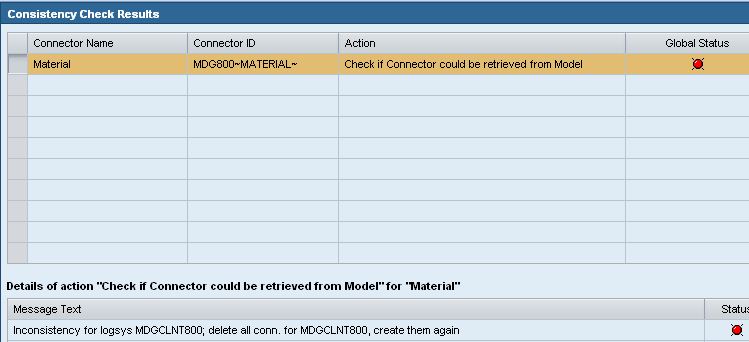 Consistency Check Results
Connector Name Connector ID Action Global Status
Material MDG800~MATERIAL~ Check if Connector could be retrieved from Model
Details of action "Check if Connector could be retrieved from Model" for "Material"
Message Text Status
Inconsistency for logsys MDGCLNT800; delete all conn. for MDGCLNT800, create them again